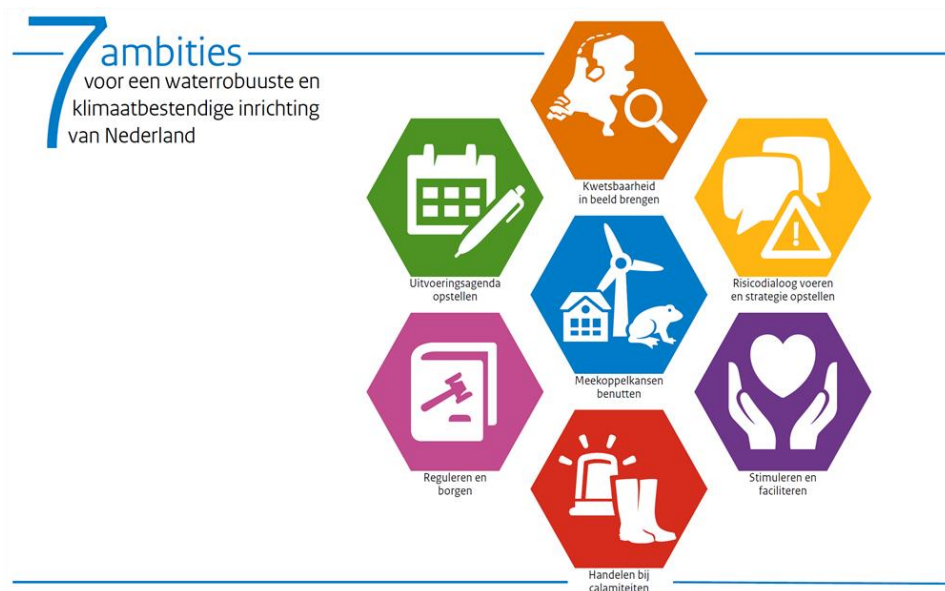 7 ambities
voor een waterrobuuste en
klimaatbestendige inrichting
van Nederland
Kwetsbaarheid
in beeld brengen
Uitvoeringsagenda
opstellen
Risicodialoog voeren
en strategie opstellen
Meekoppelkansen
benutten
Reguleren en
borgen
Stimuleren en
faciliteren
Handelen bij
calamiteiten